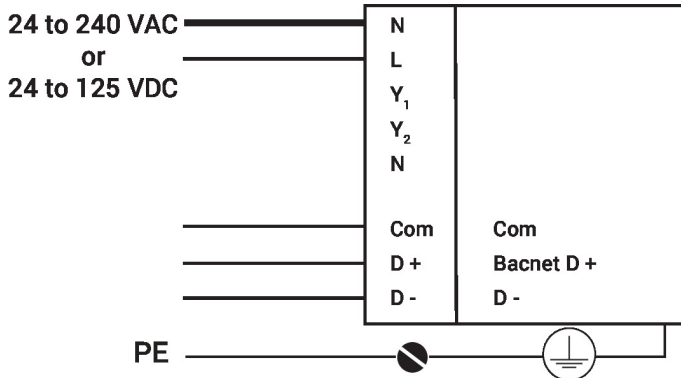 24 to 240 VAC
or
24 to 125 VDC
N
L
Y₁
Y₂
N
Com Com
D + Bacnet D +
D - D -
PE